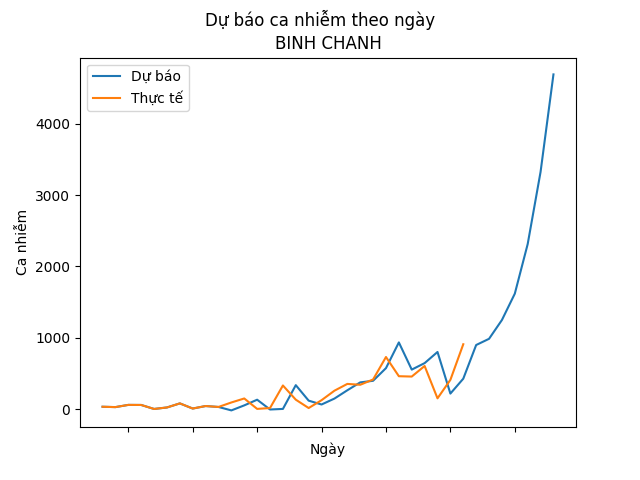 Dự báo ca nhiễm theo ngày
BINH CHANH
Dự báo
Thực tế
4000
3000
2000
1000
0
Ca nhiễm
Ngày